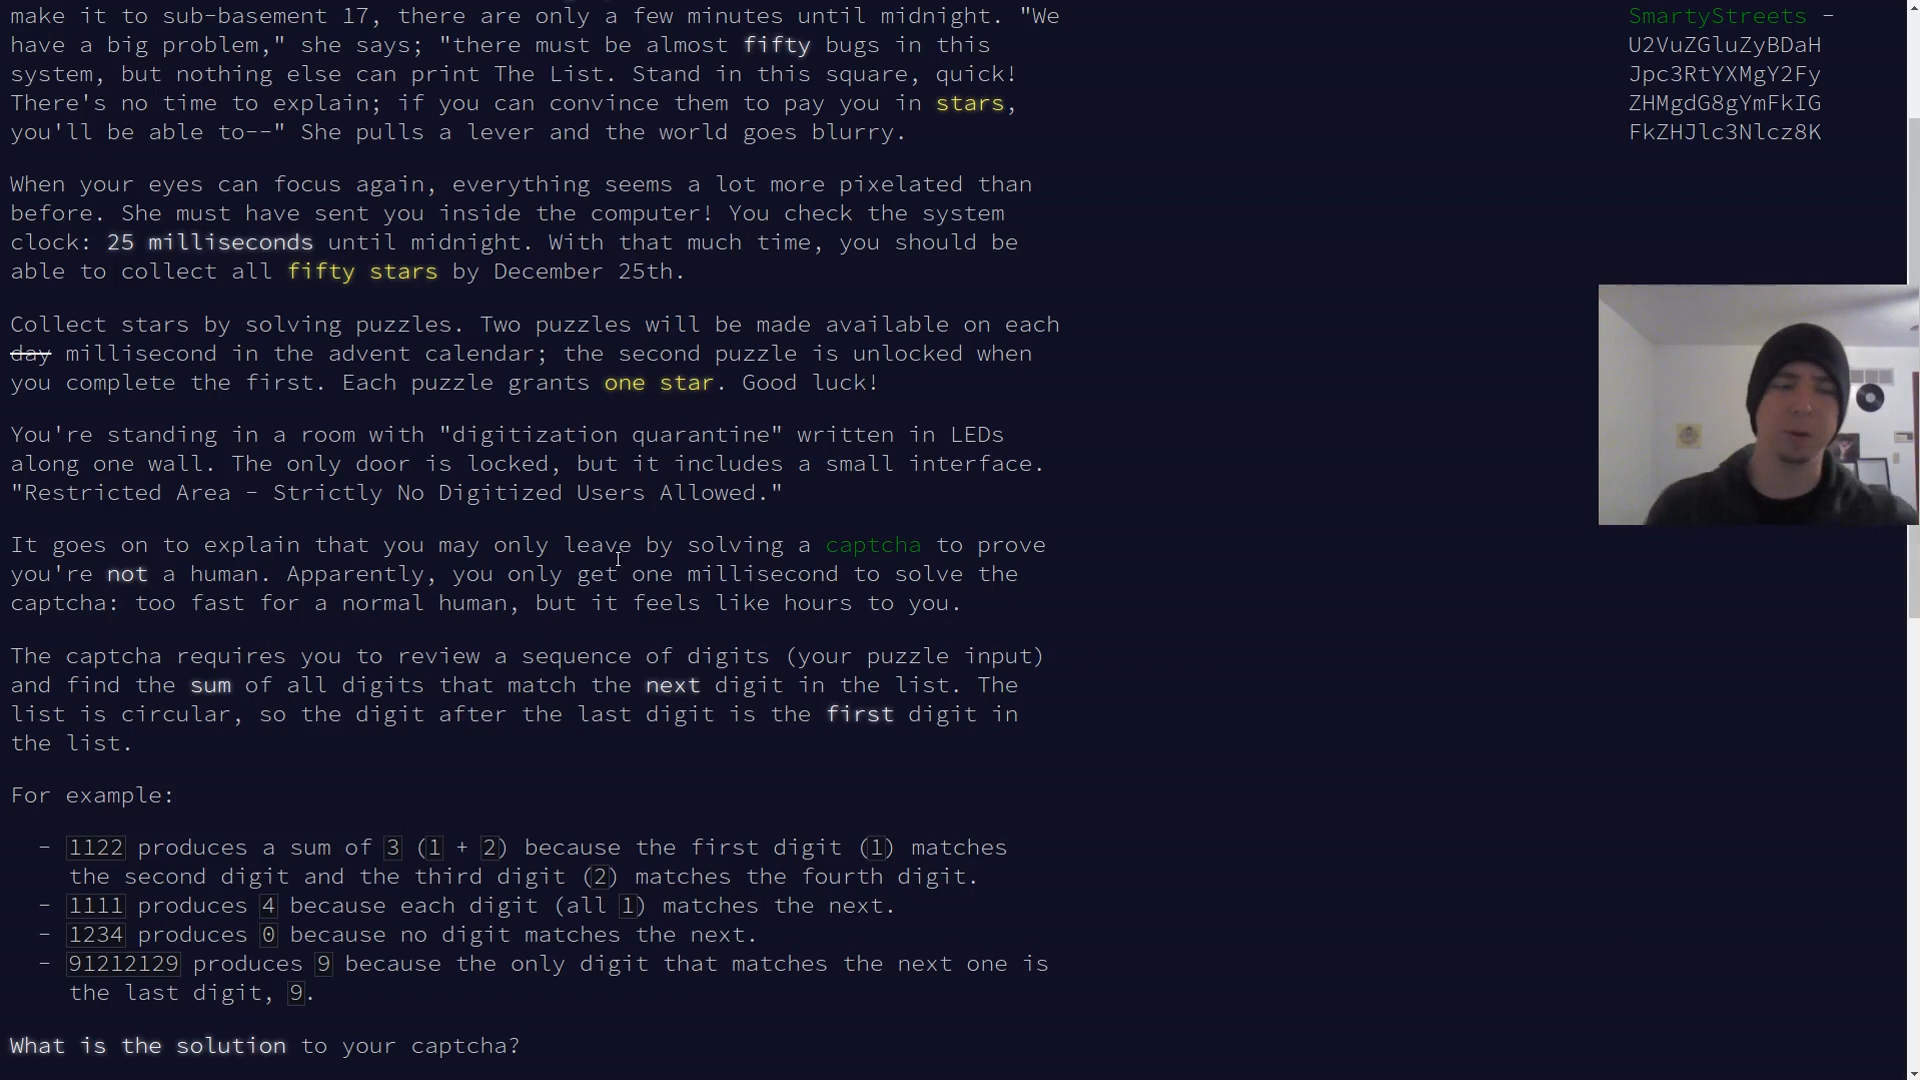 make it to sub-basement 17, there are only a few minutes until midnight. "We
have a big problem," she says; "there must be almost fifty bugs in this
system, but nothing else can print The List. Stand in this square, quick!
There's no time to explain; if you can convince them to pay you in stars,
you'll be able to--" She pulls a lever and the world goes blurry.
When your eyes can focus again, everything seems a lot more pixelated than
before. She must have sent you inside the computer! You check the system
clock: 25 milliseconds until midnight. With that much time, you should be
able to collect all fifty stars by December 25th.
Collect stars by solving puzzles. Two puzzles will be made available on each
day millisecond in the advent calendar; the second puzzle is unlocked when
you complete the first. Each puzzle grants one star. Good luck!
You're standing in a room with "digitization quarantine" written in LEDs
along one wall. The only door is locked, but it includes a small interface.
"Restricted Area - Strictly No Digitized Users Allowed."
It goes on to explain that you may only leave by solving a captcha to prove
you're not a human. Apparently, you only get one millisecond to solve the
captcha: too fast for a normal human, but it feels like hours to you.
The captcha requires you to review a sequence of digits (your puzzle input)
and find the sum of all digits that match the next digit in the list. The
list is circular, so the digit after the last digit is the first digit in
the list.
For example:
- 1122 produces a sum of 3 (1 + 2) because the first digit (1) matches
the second digit and the third digit (2) matches the fourth digit.
- 1111 produces 4 because each digit (all 1) matches the next.
- 1234 produces 0 because no digit matches the next.
- 91212129 produces 9 because the only digit that matches the next one is
the last digit, 9.
What is the solution to your captcha?
SmartyStreets -
U2VuZGluZyBDaH
Jpc3RtYXMgY2Fy
ZHMgdG8gYmFkIG
FkZHJlc3Nlcz8K